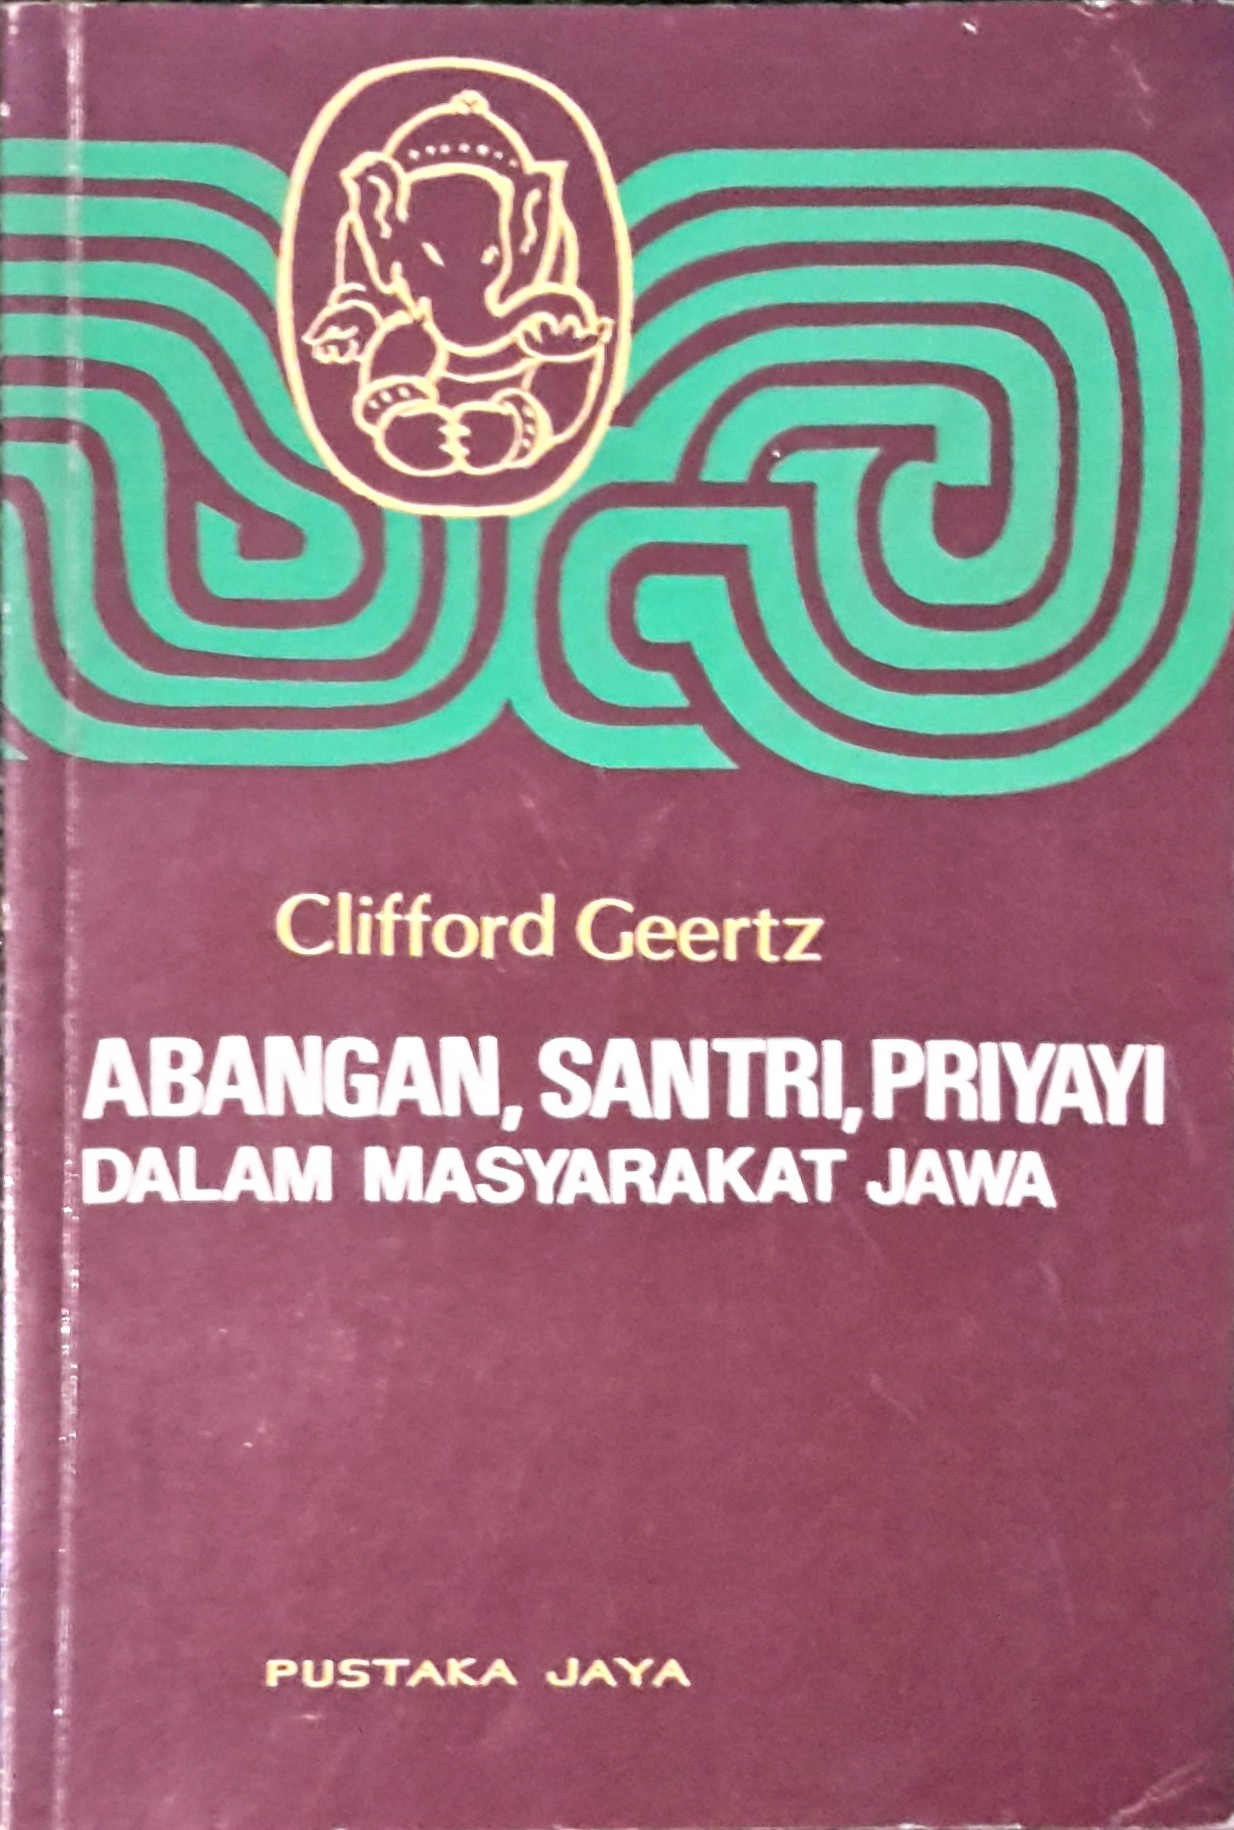 Clifford Geertz
ABANGAN, SANTRI, PRIYAYI
DALAM MASYARAKAT JAWA
PUSTAKA JAYA